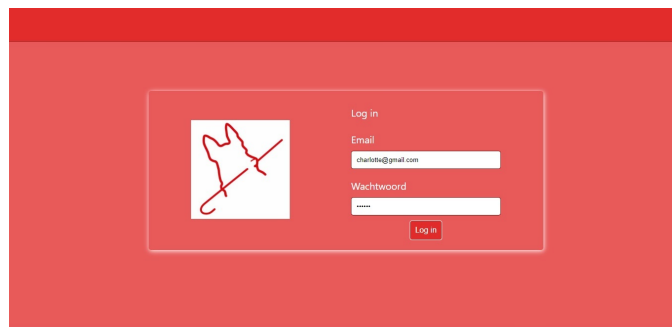 Log in
Email
charlotte@gmail.com
Wachtwoord
••••••
Log in